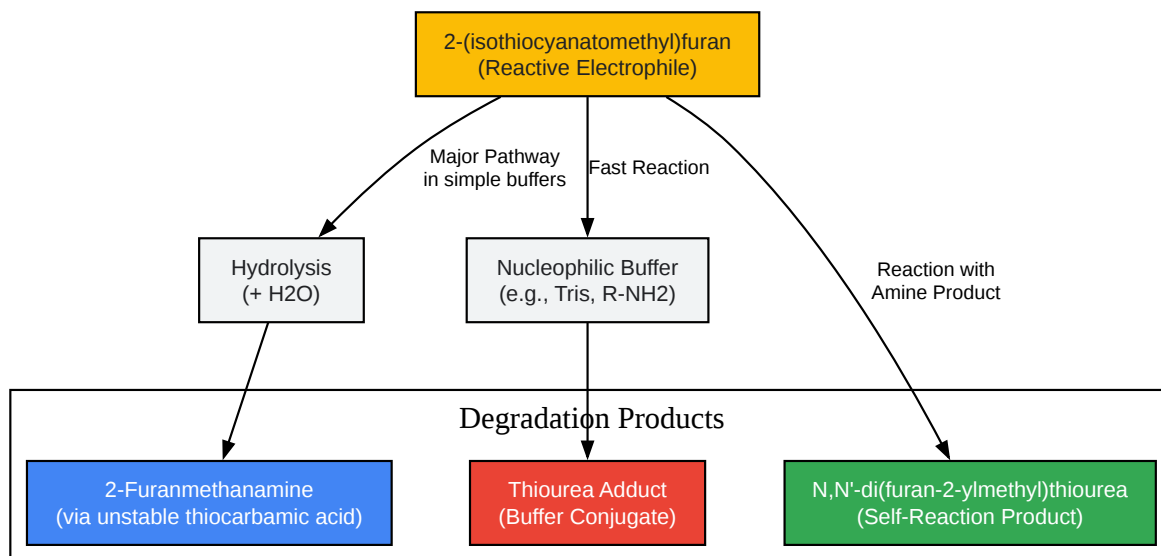 2-(isothiocyanatomethyl)furan
(Reactive Electrophile)
Major Pathway
in simple buffers
Fast Reaction
Hydrolysis
(+ H2O)
Nucleophilic Buffer
(e.g., Tris, R-NH2)
Reaction with
Amine Product
Degradation Products
2-Furanmethanamine
(via unstable thiocarbamic acid)
Thiourea Adduct
(Buffer Conjugate)
N,N'-di(furan-2-ylmethyl)thiourea
(Self-Reaction Product)